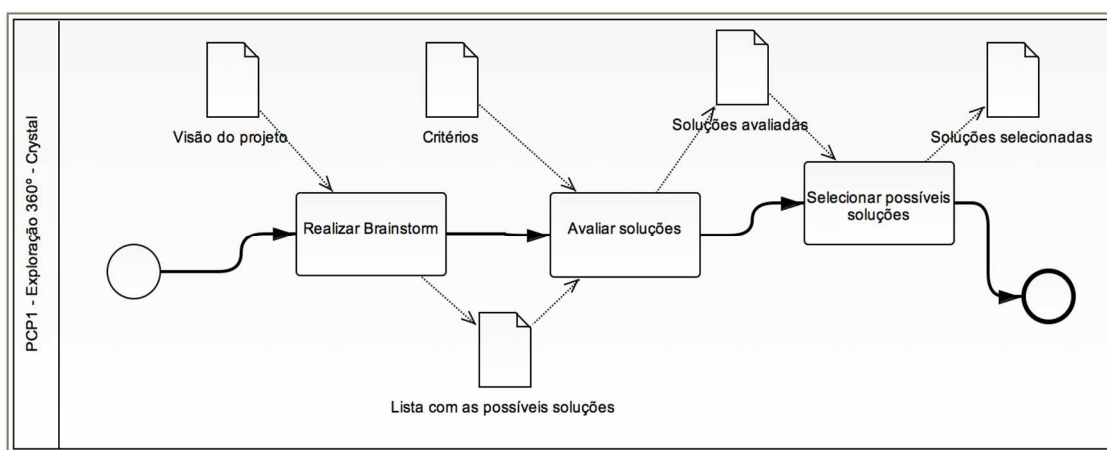 PCP1 - Exploração 360º - Crystal
Visão do projeto
Critérios
Soluções avaliadas
Soluções selecionadas
Realizar Brainstorm
Avaliar soluções
Selecionar possíveis
soluções
Lista com as possíveis soluções